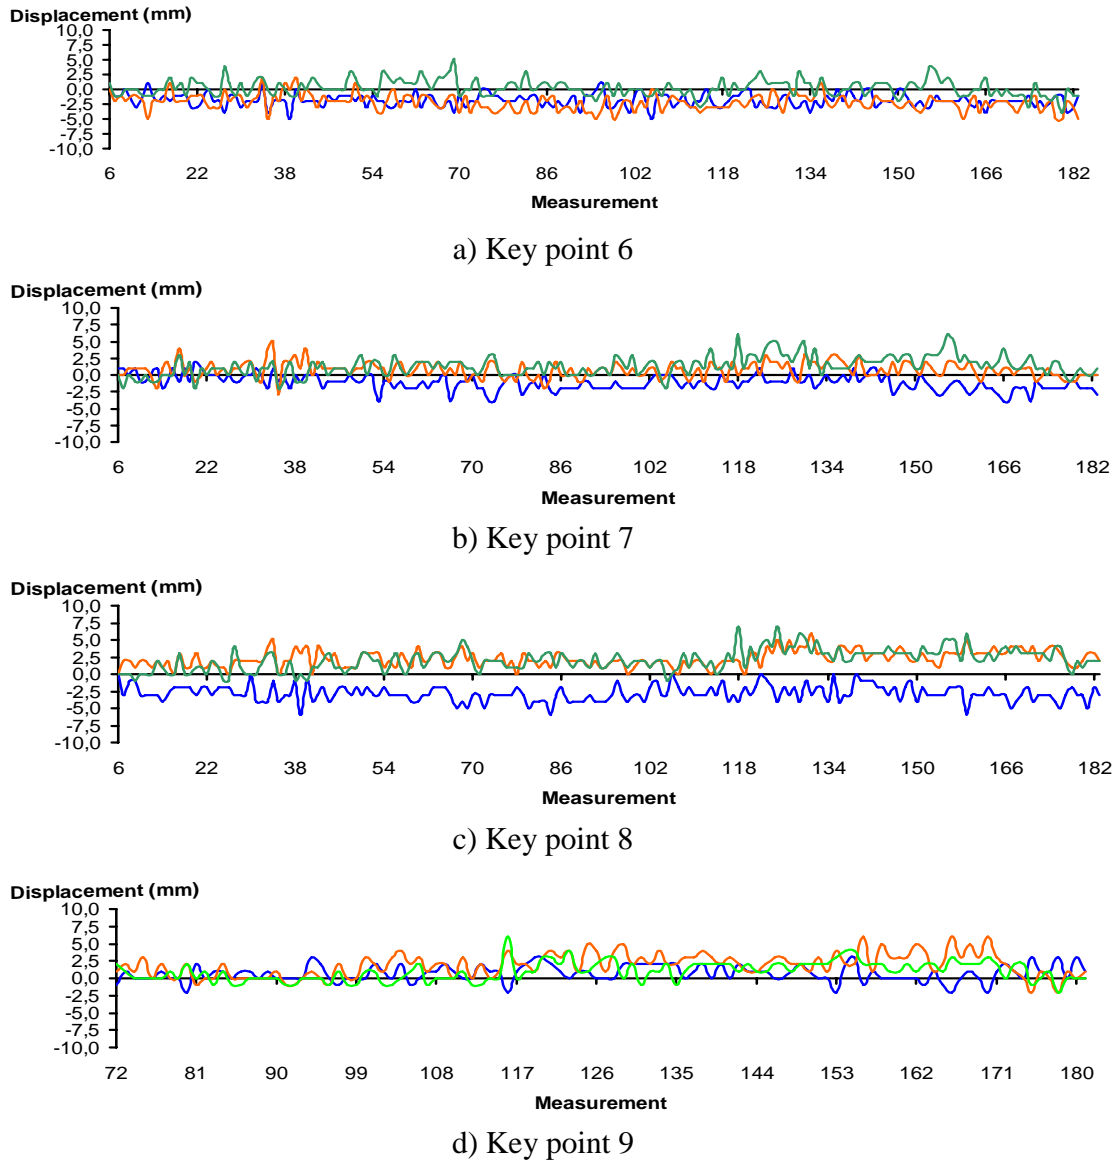 Displacement (mm)
10,0
7,5
5,0
2,5
0,0
-2,5
-5,0
-7,5
-10,0
6 22 38 54 70 86 102 118 134 150 166 182
Measurement
a) Key point 6
Displacement (mm)
10,0
7,5
5,0
2,5
0,0
-2,5
-5,0
-7,5
-10,0
6 22 38 54 70 86 102 118 134 150 166 182
Measurement
b) Key point 7
Displacement (mm)
10,0
7,5
5,0
2,5
0,0
-2,5
-5,0
-7,5
-10,0
6 22 38 54 70 86 102 118 134 150 166 182
Measurement
c) Key point 8
Displacement (mm)
10,0
7,5
5,0
2,5
0,0
-2,5
-5,0
-7,5
-10,0
72 81 90 99 108 117 126 135 144 153 162 171 180
Measurement
d) Key point 9